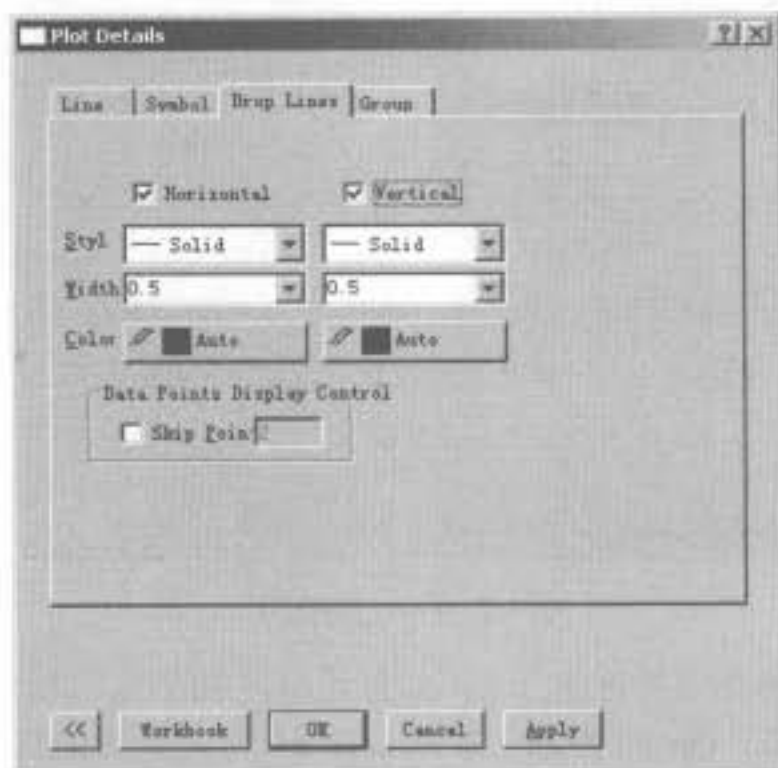 Plot Details
Line Symbol Drop Lines Group
Horizontal Vertical
Styl Solid Solid
Width 0.5 0.5
Color Auto Auto
Data Points Display Control
Skip Poin
<< Workbook OK Cancel Apply